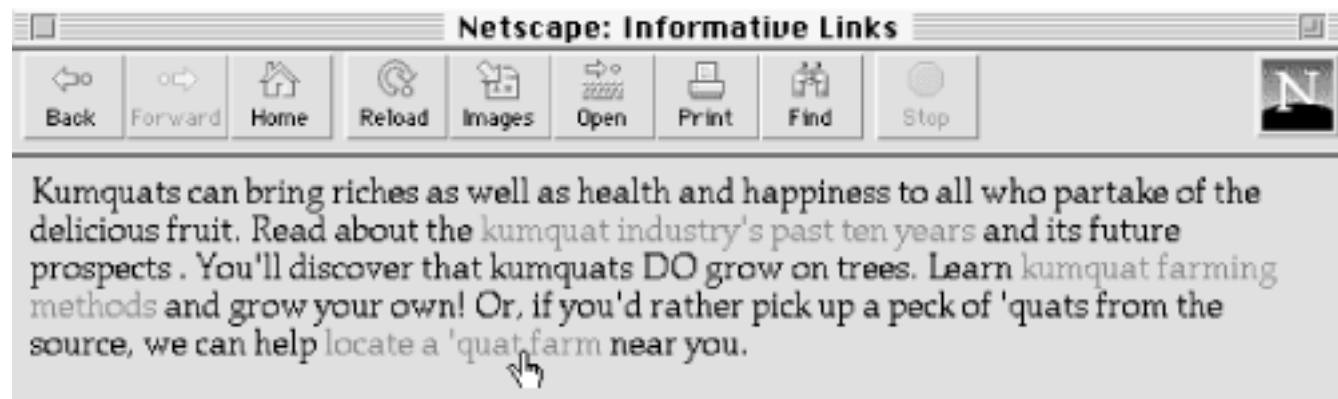 Netscape: Informative Links
Back Forward Home Reload Images Open Print Find Stop N
Kumquats can bring riches as well as health and happiness to all who partake of the
delicious fruit. Read about the kumquat industry's past ten years and its future
prospects . You'll discover that kumquats DO grow on trees. Learn kumquat farming
methods and grow your own! Or, if you'd rather pick up a peck of 'quats from the
source, we can help locate a 'quat farm near you.